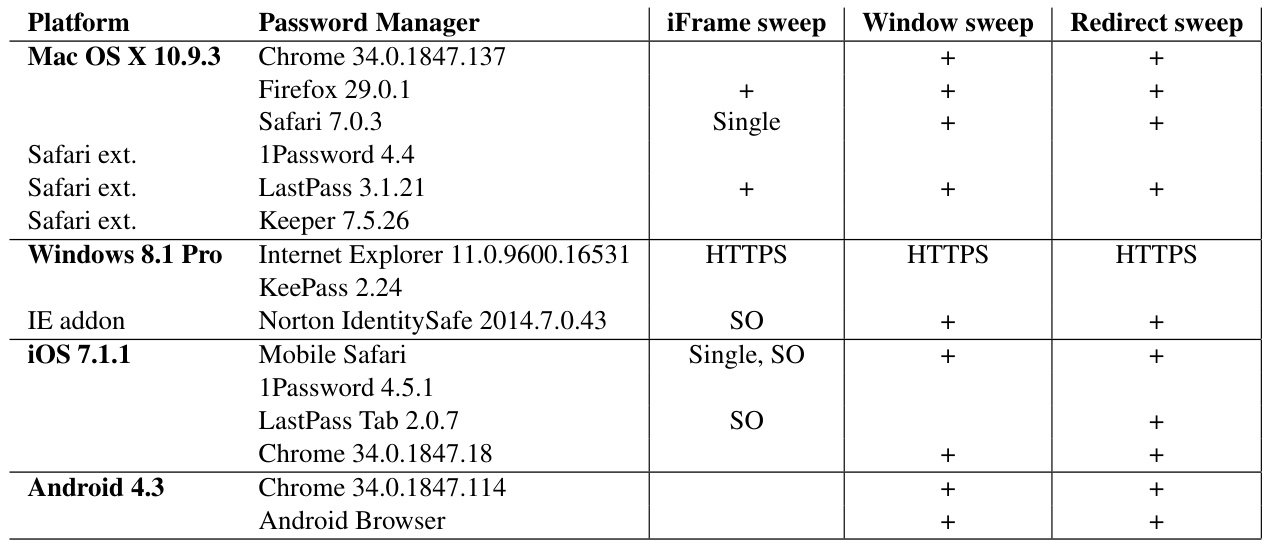 Platform Password Manager iFrame sweep Window sweep Redirect sweep
Mac OS X 10.9.3 Chrome 34.0.1847.137 + +
Firefox 29.0.1 + + +
Safari 7.0.3 Single + +
Safari ext. 1Password 4.4
Safari ext. LastPass 3.1.21 + + +
Safari ext. Keeper 7.5.26
Windows 8.1 Pro Internet Explorer 11.0.9600.16531 HTTPS HTTPS HTTPS
KeePass 2.24
IE addon Norton IdentitySafe 2014.7.0.43 SO + +
iOS 7.1.1 Mobile Safari Single, SO + +
1Password 4.5.1
LastPass Tab 2.0.7 SO +
Chrome 34.0.1847.18 + +
Android 4.3 Chrome 34.0.1847.114 + +
Android Browser + +